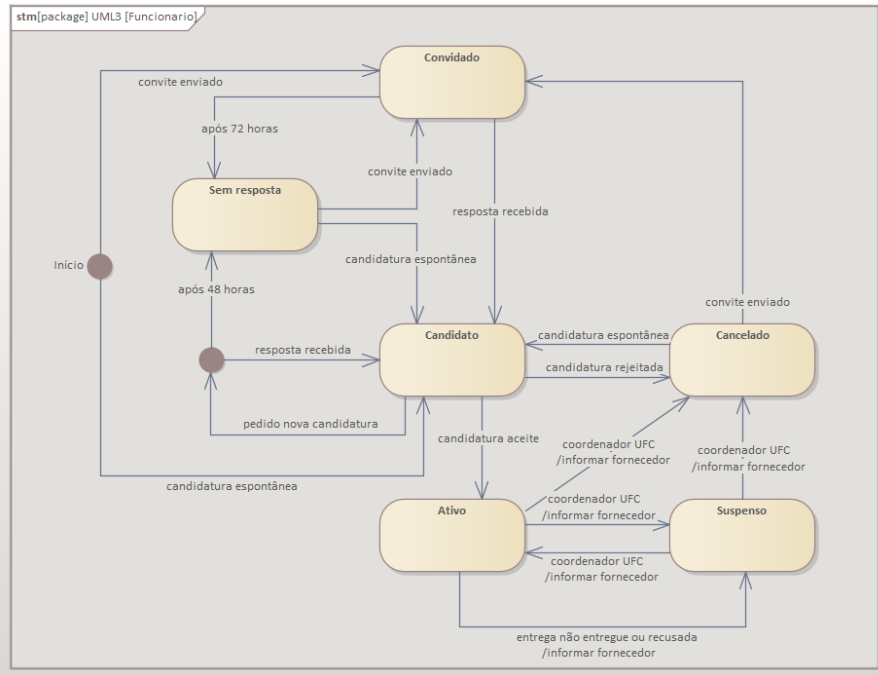 stm[package] UML3 [Funcionario]
Convidado
convite enviado
após 72 horas
convite enviado
Sem resposta
resposta recebida
candidatura espontânea
Início
após 48 horas
convite enviado
resposta recebida
Candidato
candidatura espontânea
Cancelado
candidatura rejeitada
pedido nova candidatura
candidatura aceite
coordenador UFC
/informar fornecedor
coordenador UFC
/informar fornecedor
candidatura espontânea
Ativo
coordenador UFC
/informar fornecedor
Suspenso
coordenador UFC
/informar fornecedor
entrega não entregue ou recusada
/informar fornecedor